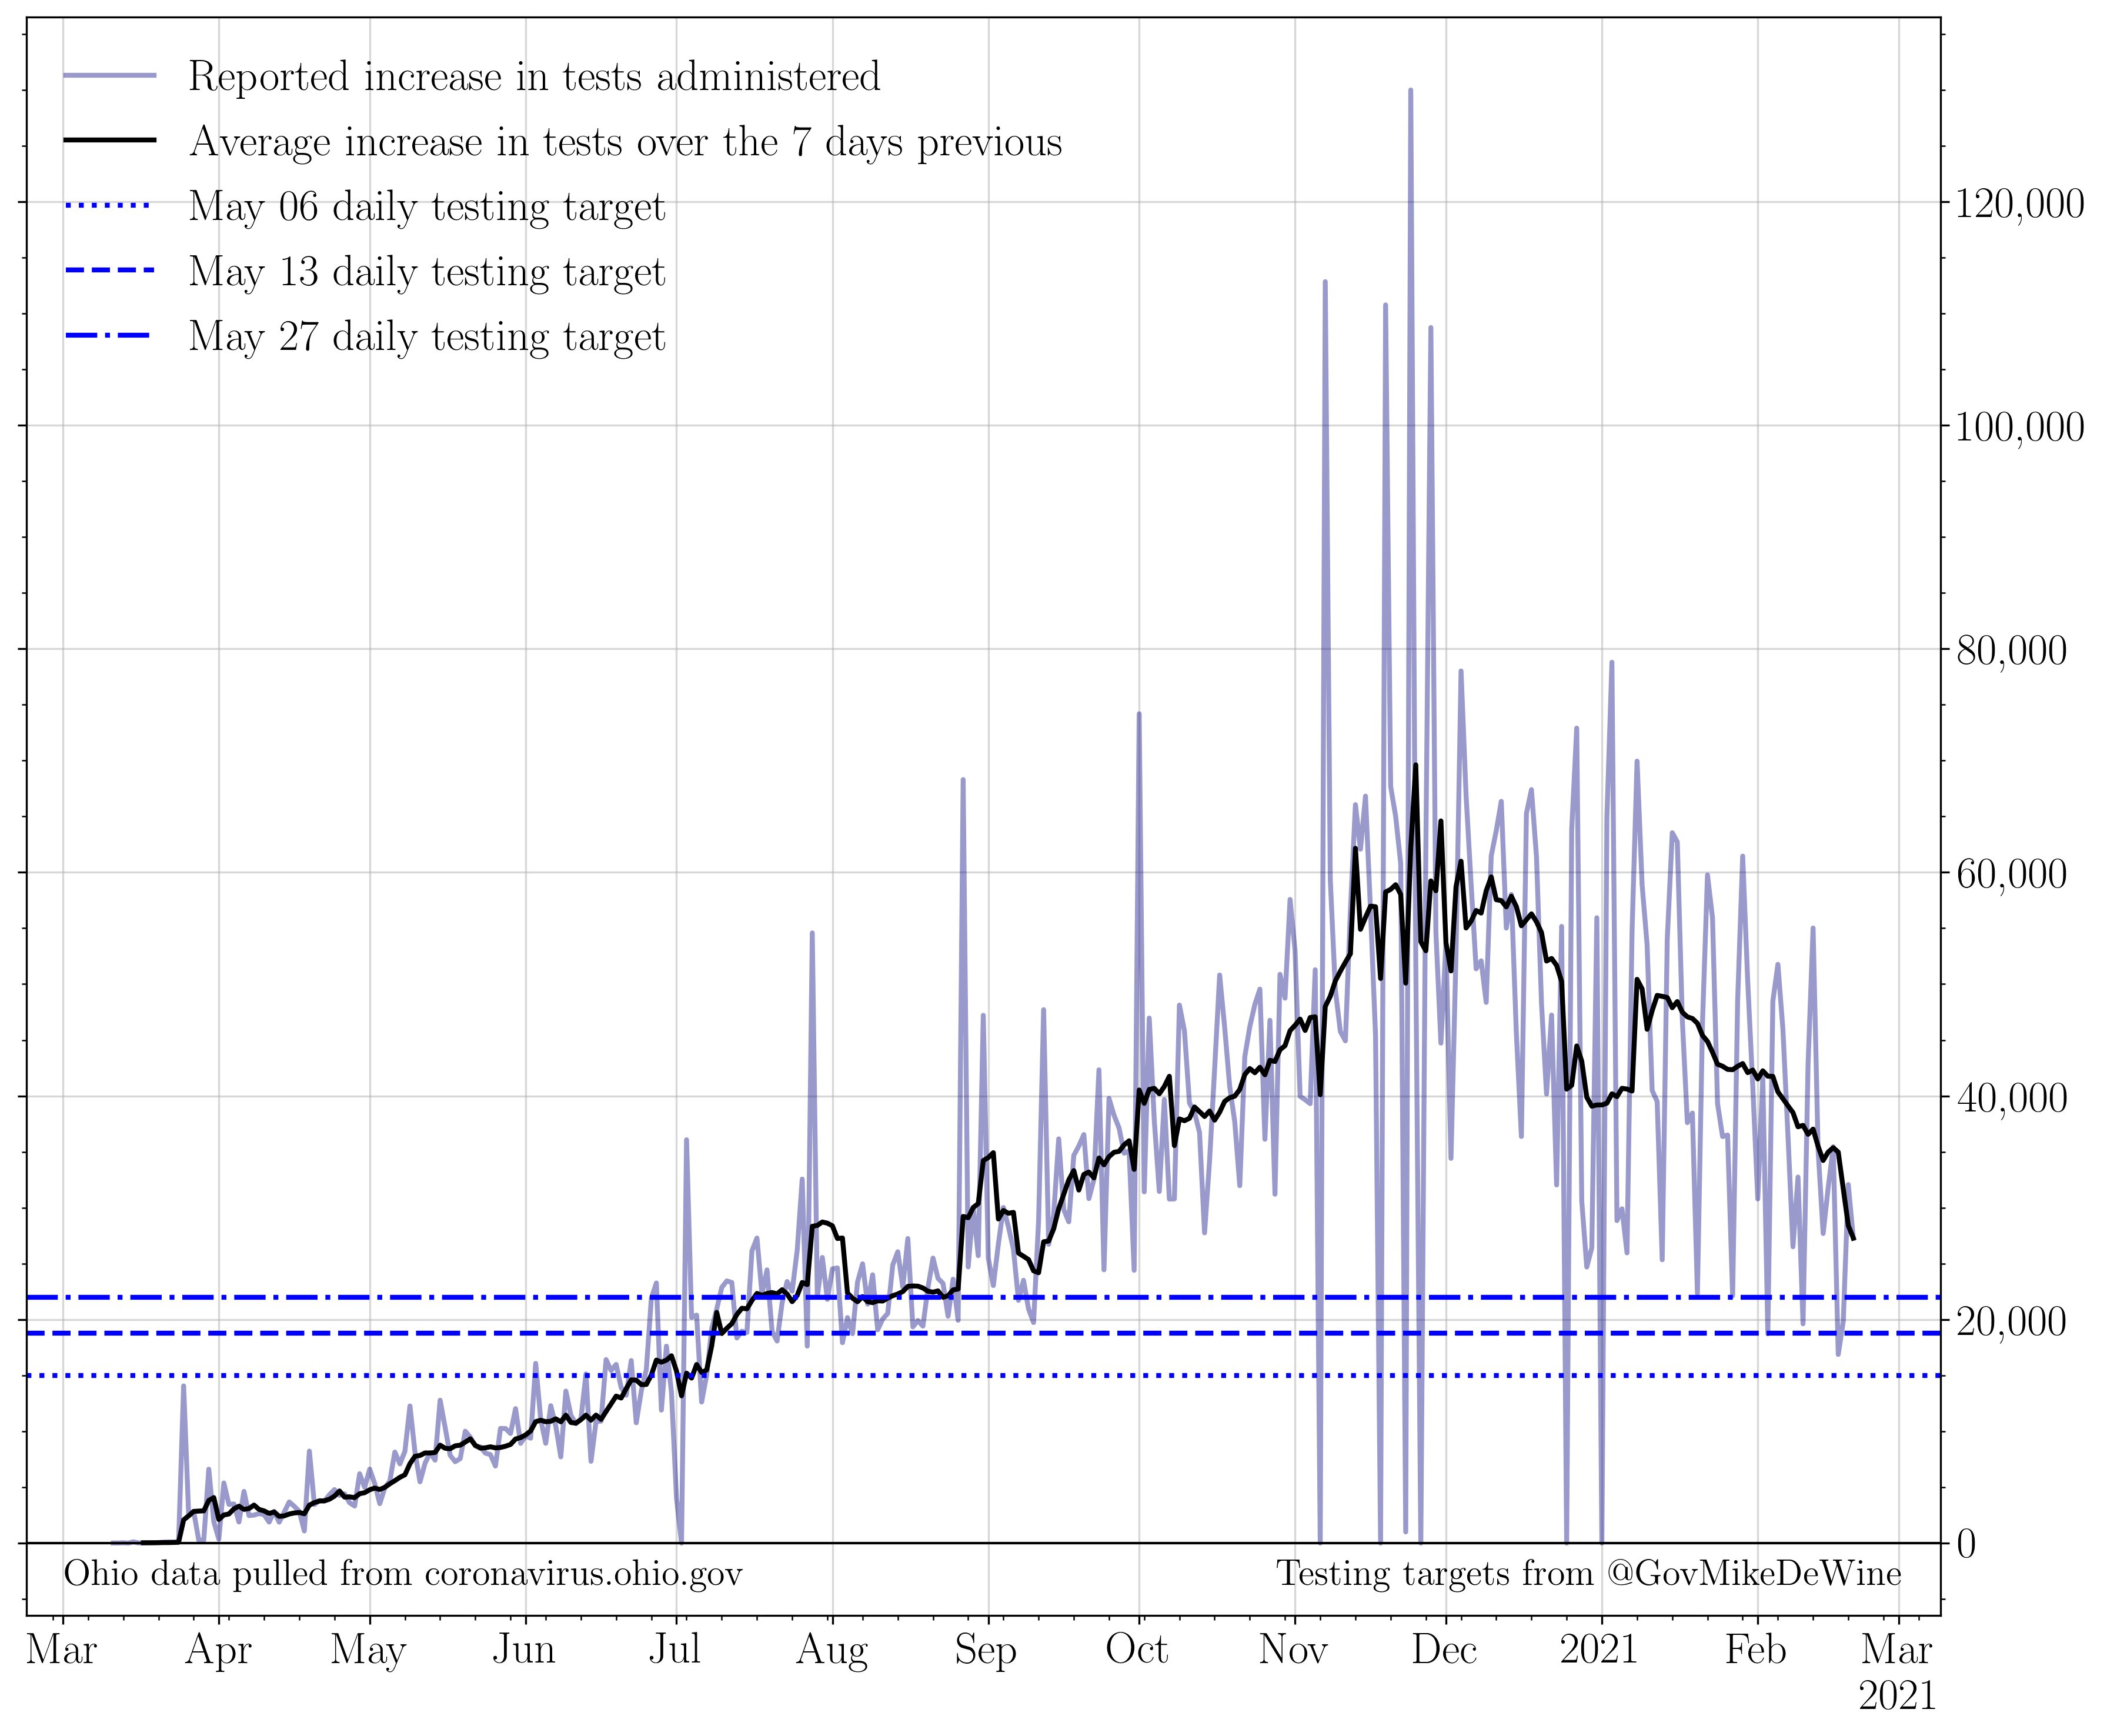 Reported increase in tests administered
Average increase in tests over the 7 days previous
May 06 daily testing target
May 13 daily testing target
May 27 daily testing target
120,000
100,000
80,000
60,000
40,000
20,000
0
Ohio data pulled from coronavirus.ohio.gov
Testing targets from @GovMikeDeWine
Mar Apr May Jun Jul Aug Sep Oct Nov Dec 2021 Feb Mar
2021